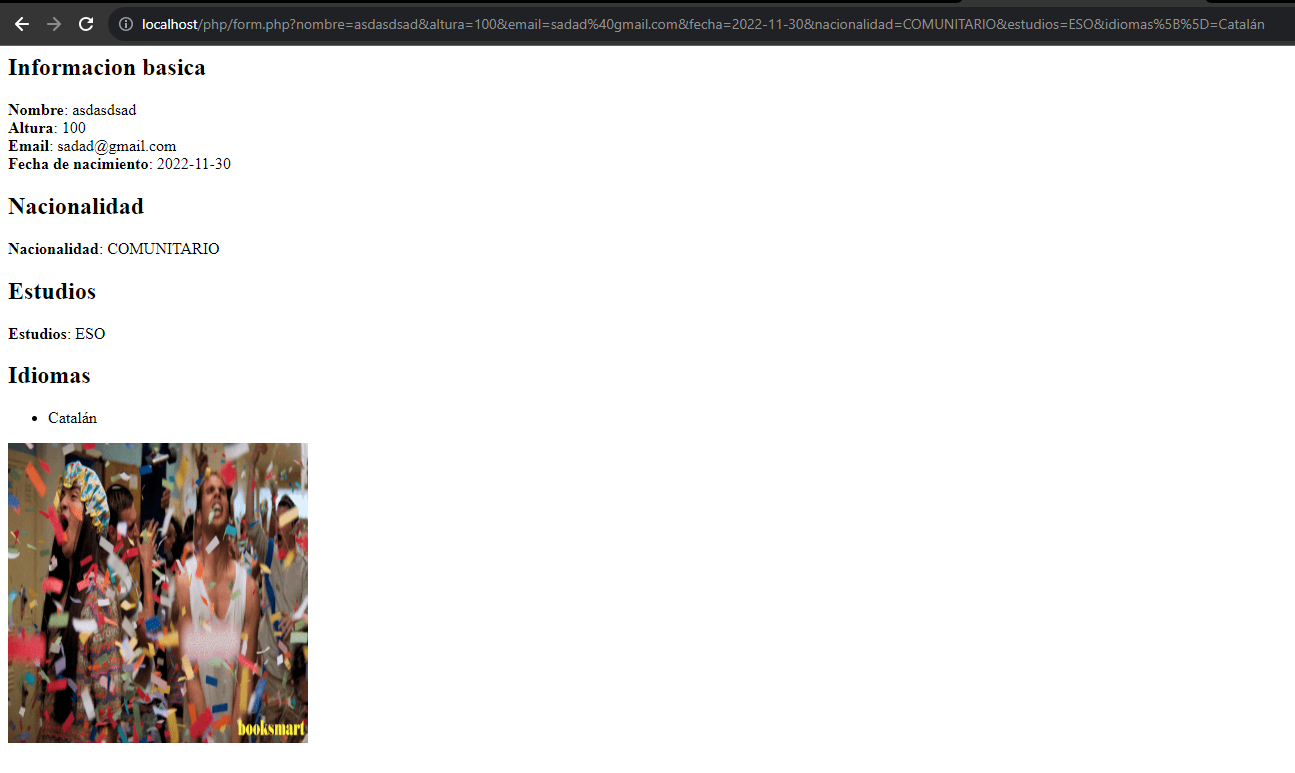 localhost/php/form.php?nombre=asdasdsad&altura=100&email=sadad%40gmail.com&fecha=2022-11-30&nacionalidad=COMUNITARIO&estudios=ESO&idiomas%5B%5D=Catalán
Informacion basica
Nombre: asdasdsad
Altura: 100
Email: sadad@gmail.com
Fecha de nacimiento: 2022-11-30
Nacionalidad
Nacionalidad: COMUNITARIO
Estudios
Estudios: ESO
Idiomas
• Catalán
booksmart